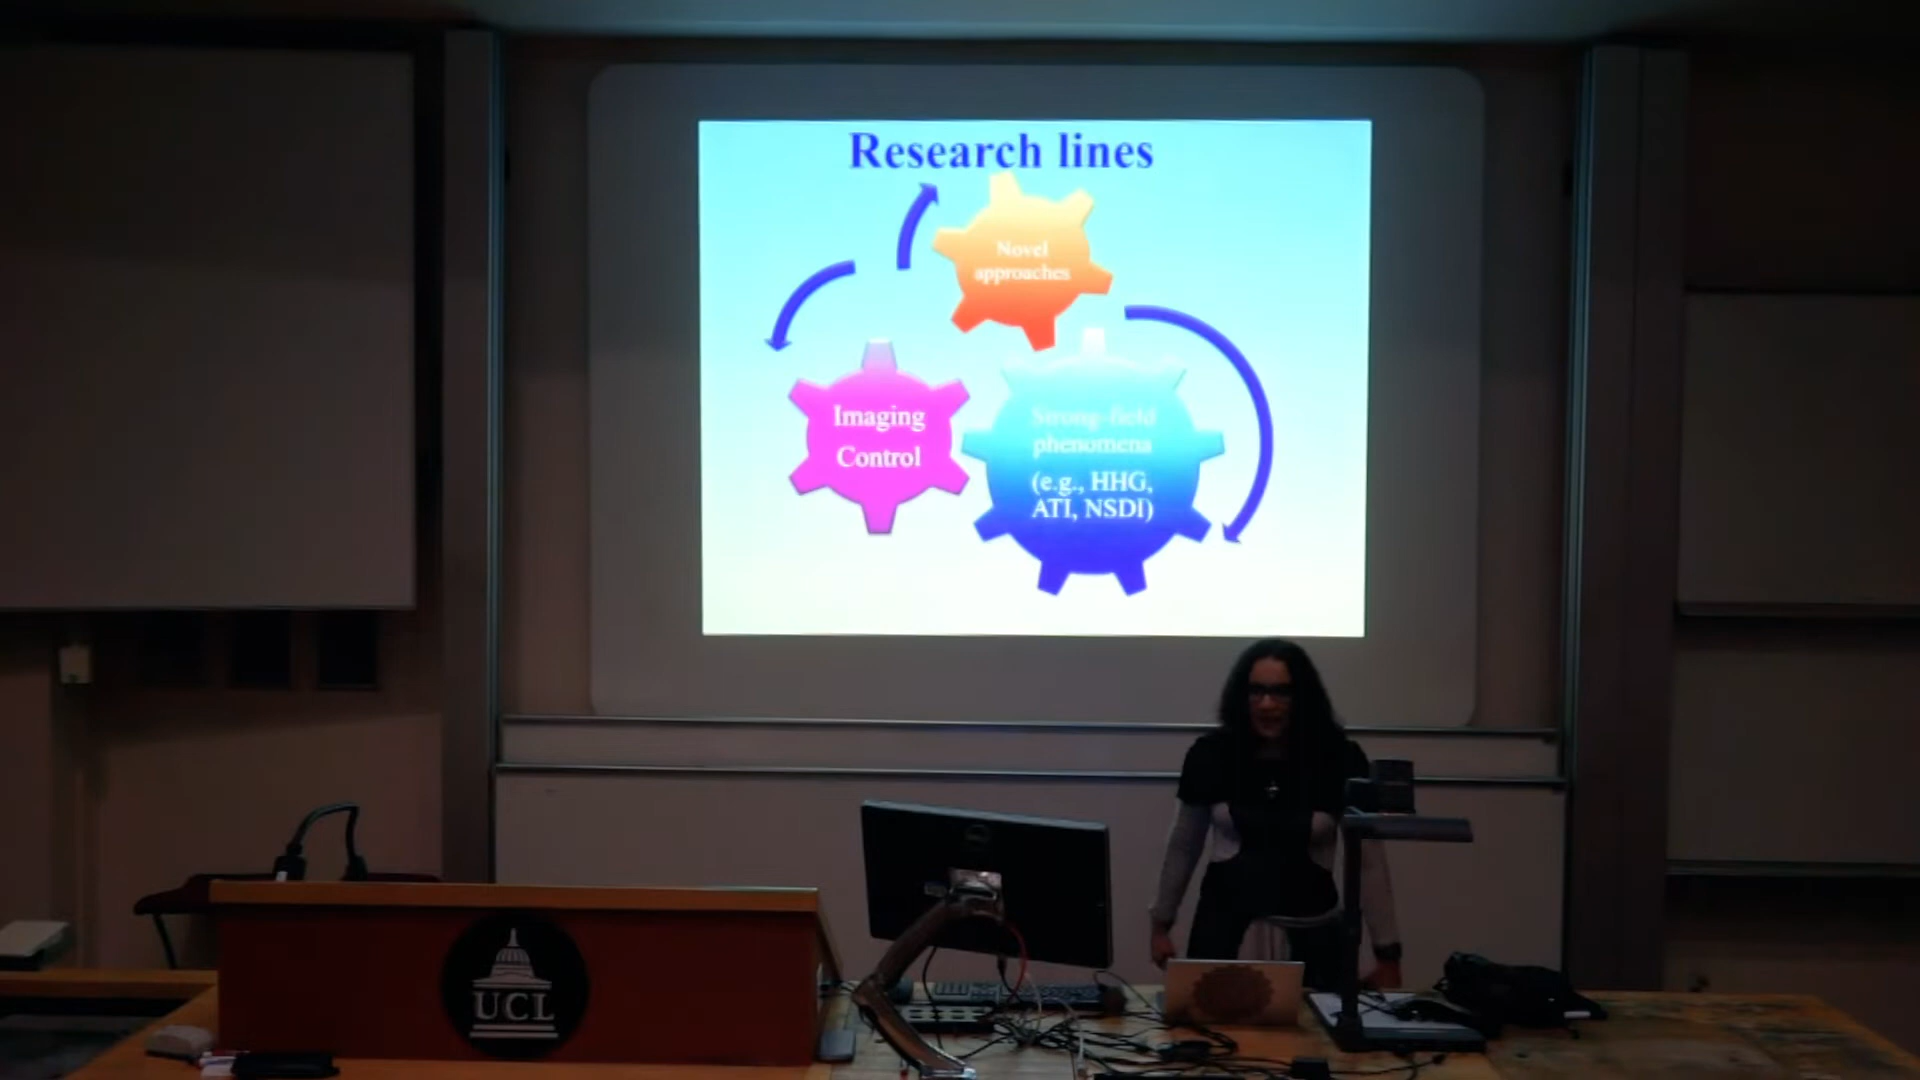 Research lines
Novel
approaches
Imaging
Control
Strong-field
phenomena
(e.g., HHG,
ATI, NSDI)
UCL